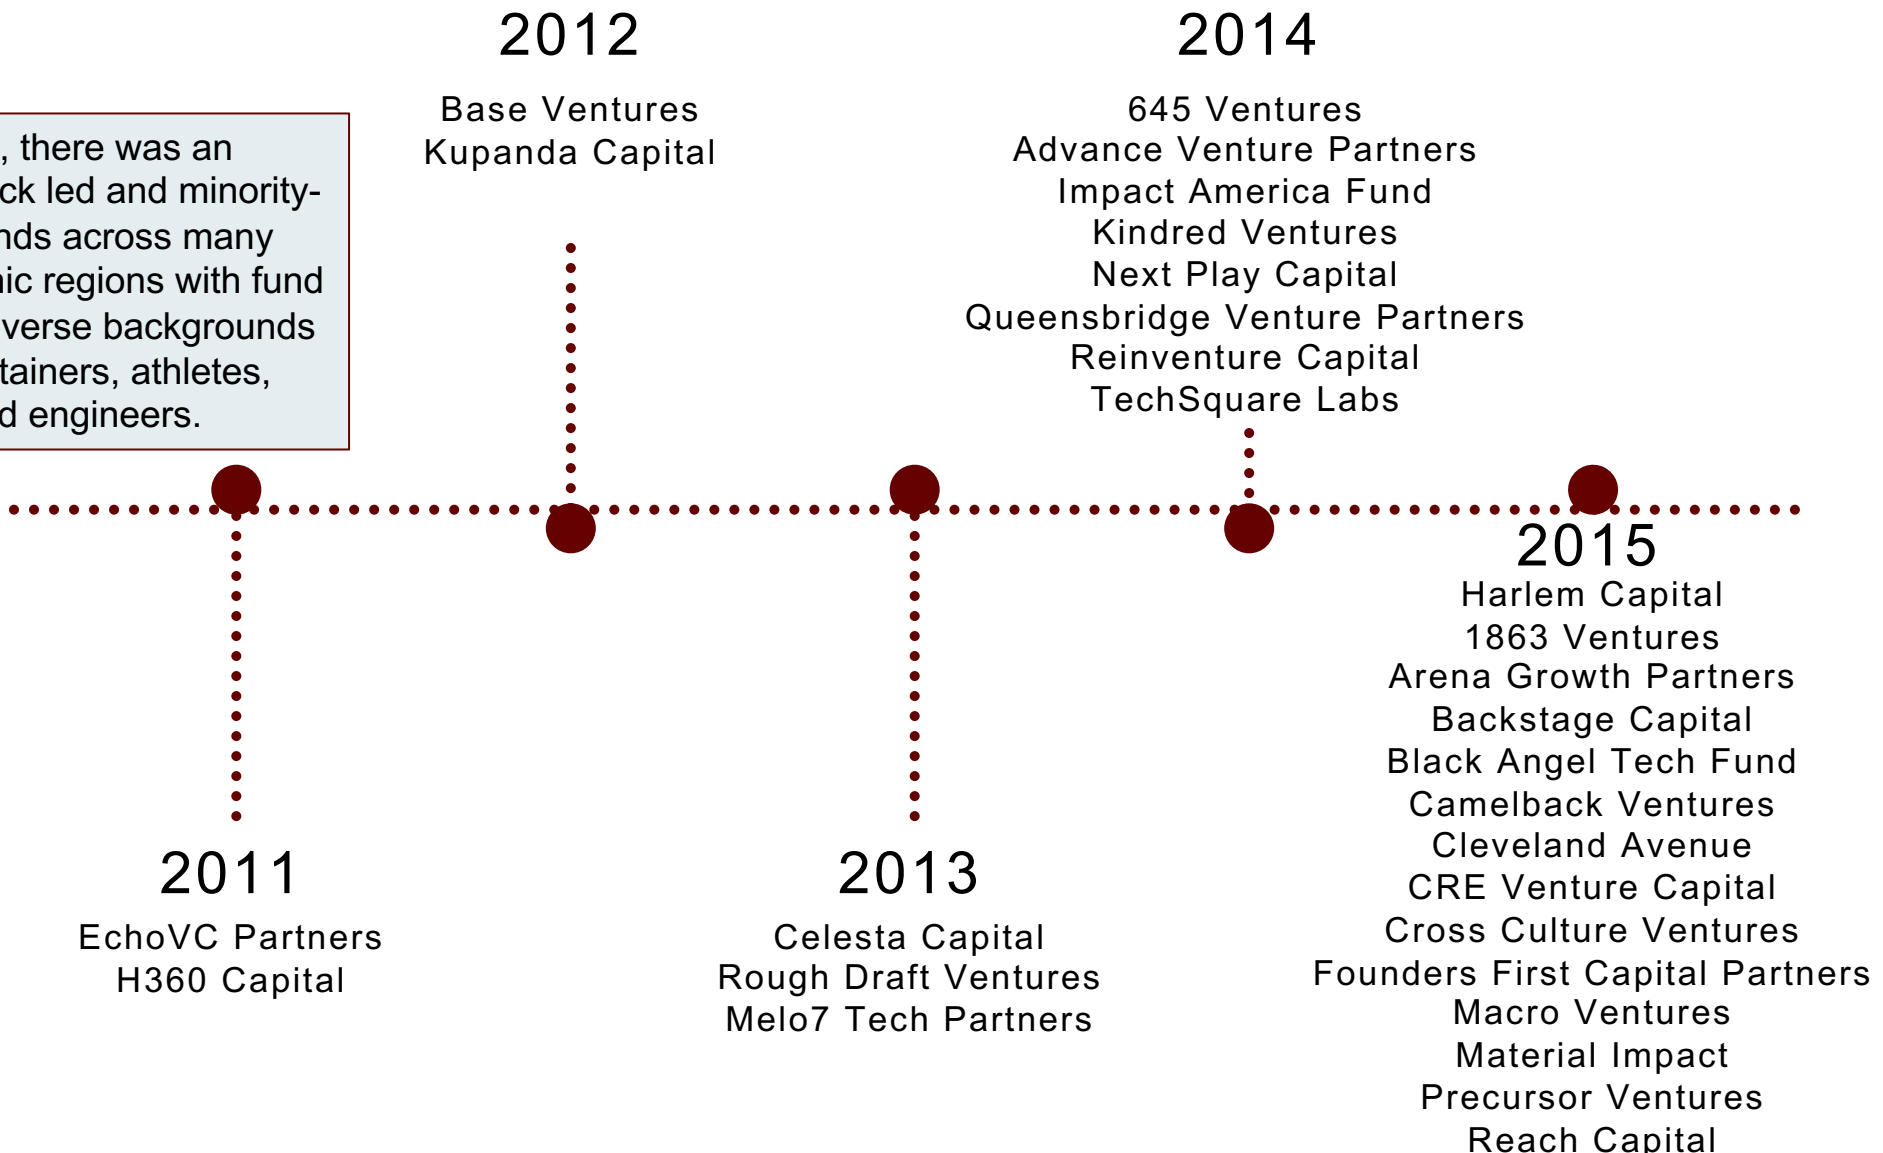 2012
Base Ventures
Kupanda Capital
2014
645 Ventures
Advance Venture Partners
Impact America Fund
Kindred Ventures
Next Play Capital
Queensbridge Venture Partners
Reinventure Capital
TechSquare Labs
, there was an
ck led and minority-
nds across many
nic regions with fund
verse backgrounds
tainers, athletes,
d engineers.
2011
EchoVC Partners
H360 Capital
2013
Celesta Capital
Rough Draft Ventures
Melo7 Tech Partners
2015
Harlem Capital
1863 Ventures
Arena Growth Partners
Backstage Capital
Black Angel Tech Fund
Camelback Ventures
Cleveland Avenue
CRE Venture Capital
Cross Culture Ventures
Founders First Capital Partners
Macro Ventures
Material Impact
Precursor Ventures
Reach Capital